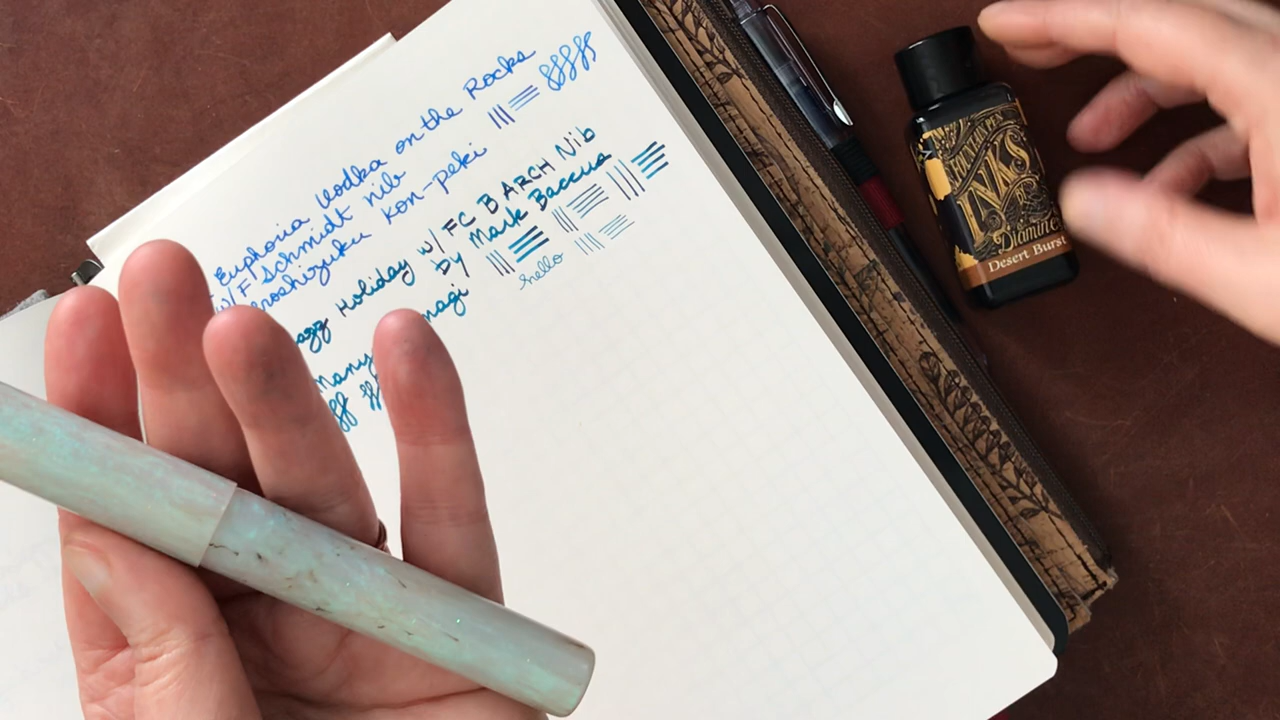 Euphoria Vodka on the Rocks
w/F Schmidt nib
Kon-peki
Holiday w/ FC B ARCH Nib
by Mark Bacchus
Many
hello
FOUNTAIN PEN
INKS
Diamine
Desert Burst